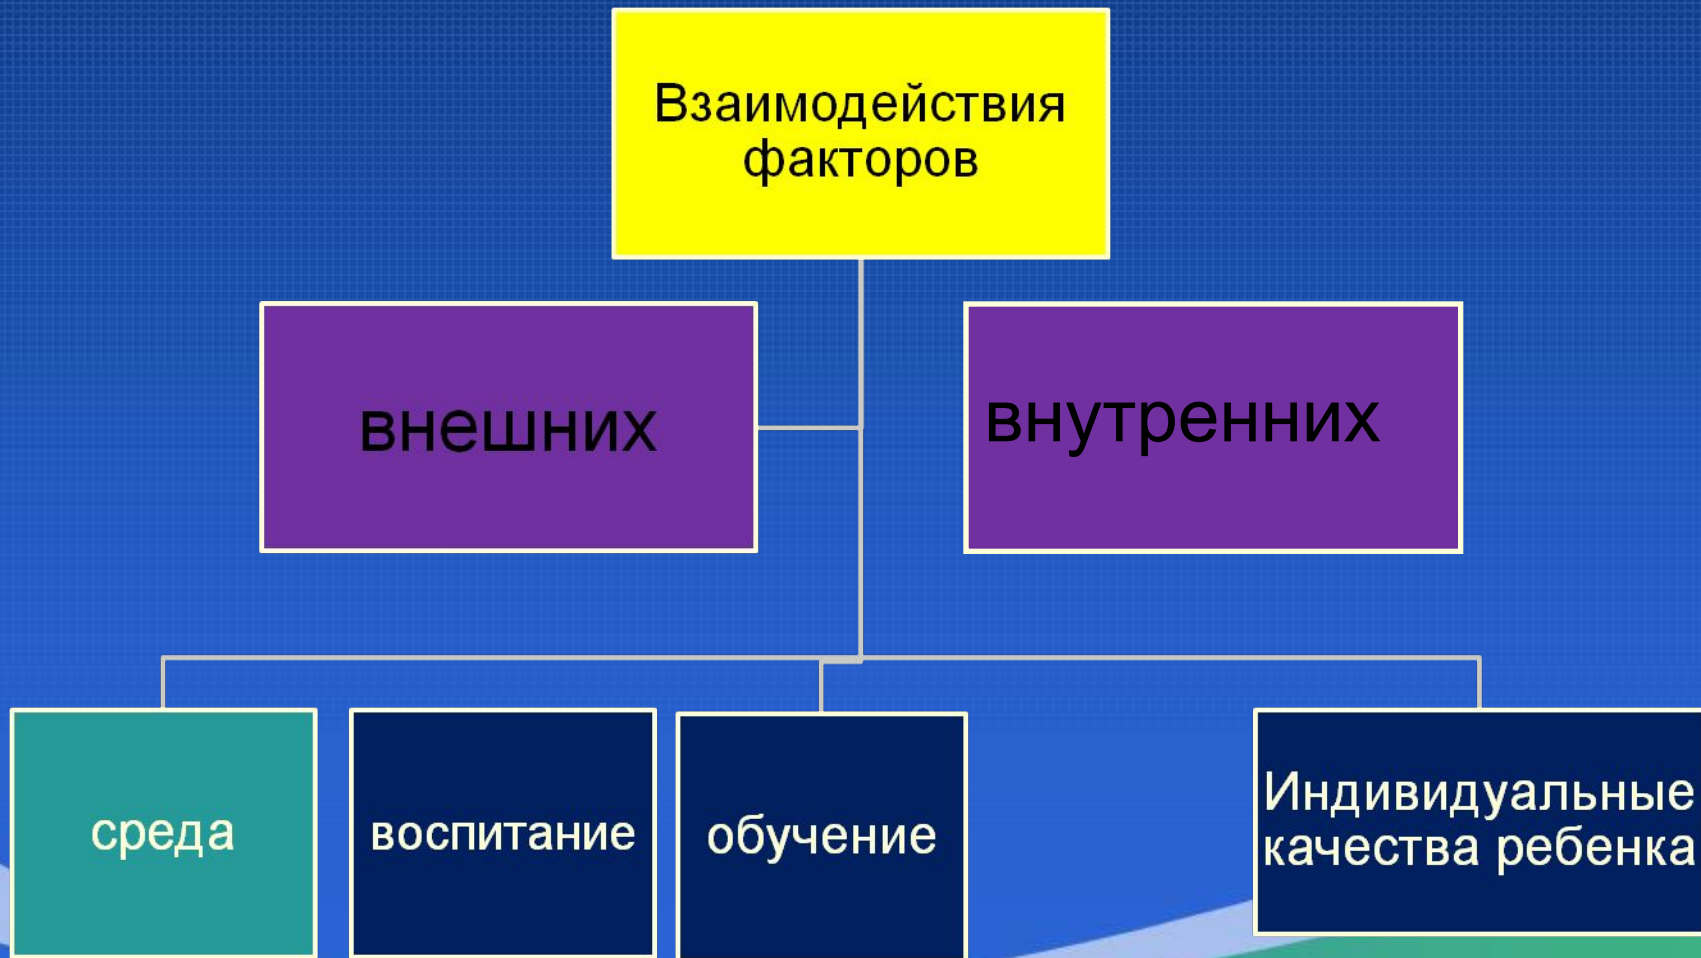 Взаимодействия
факторов
внешних
внутренних
среда
воспитание
обучение
Индивидуальные
качества ребенка